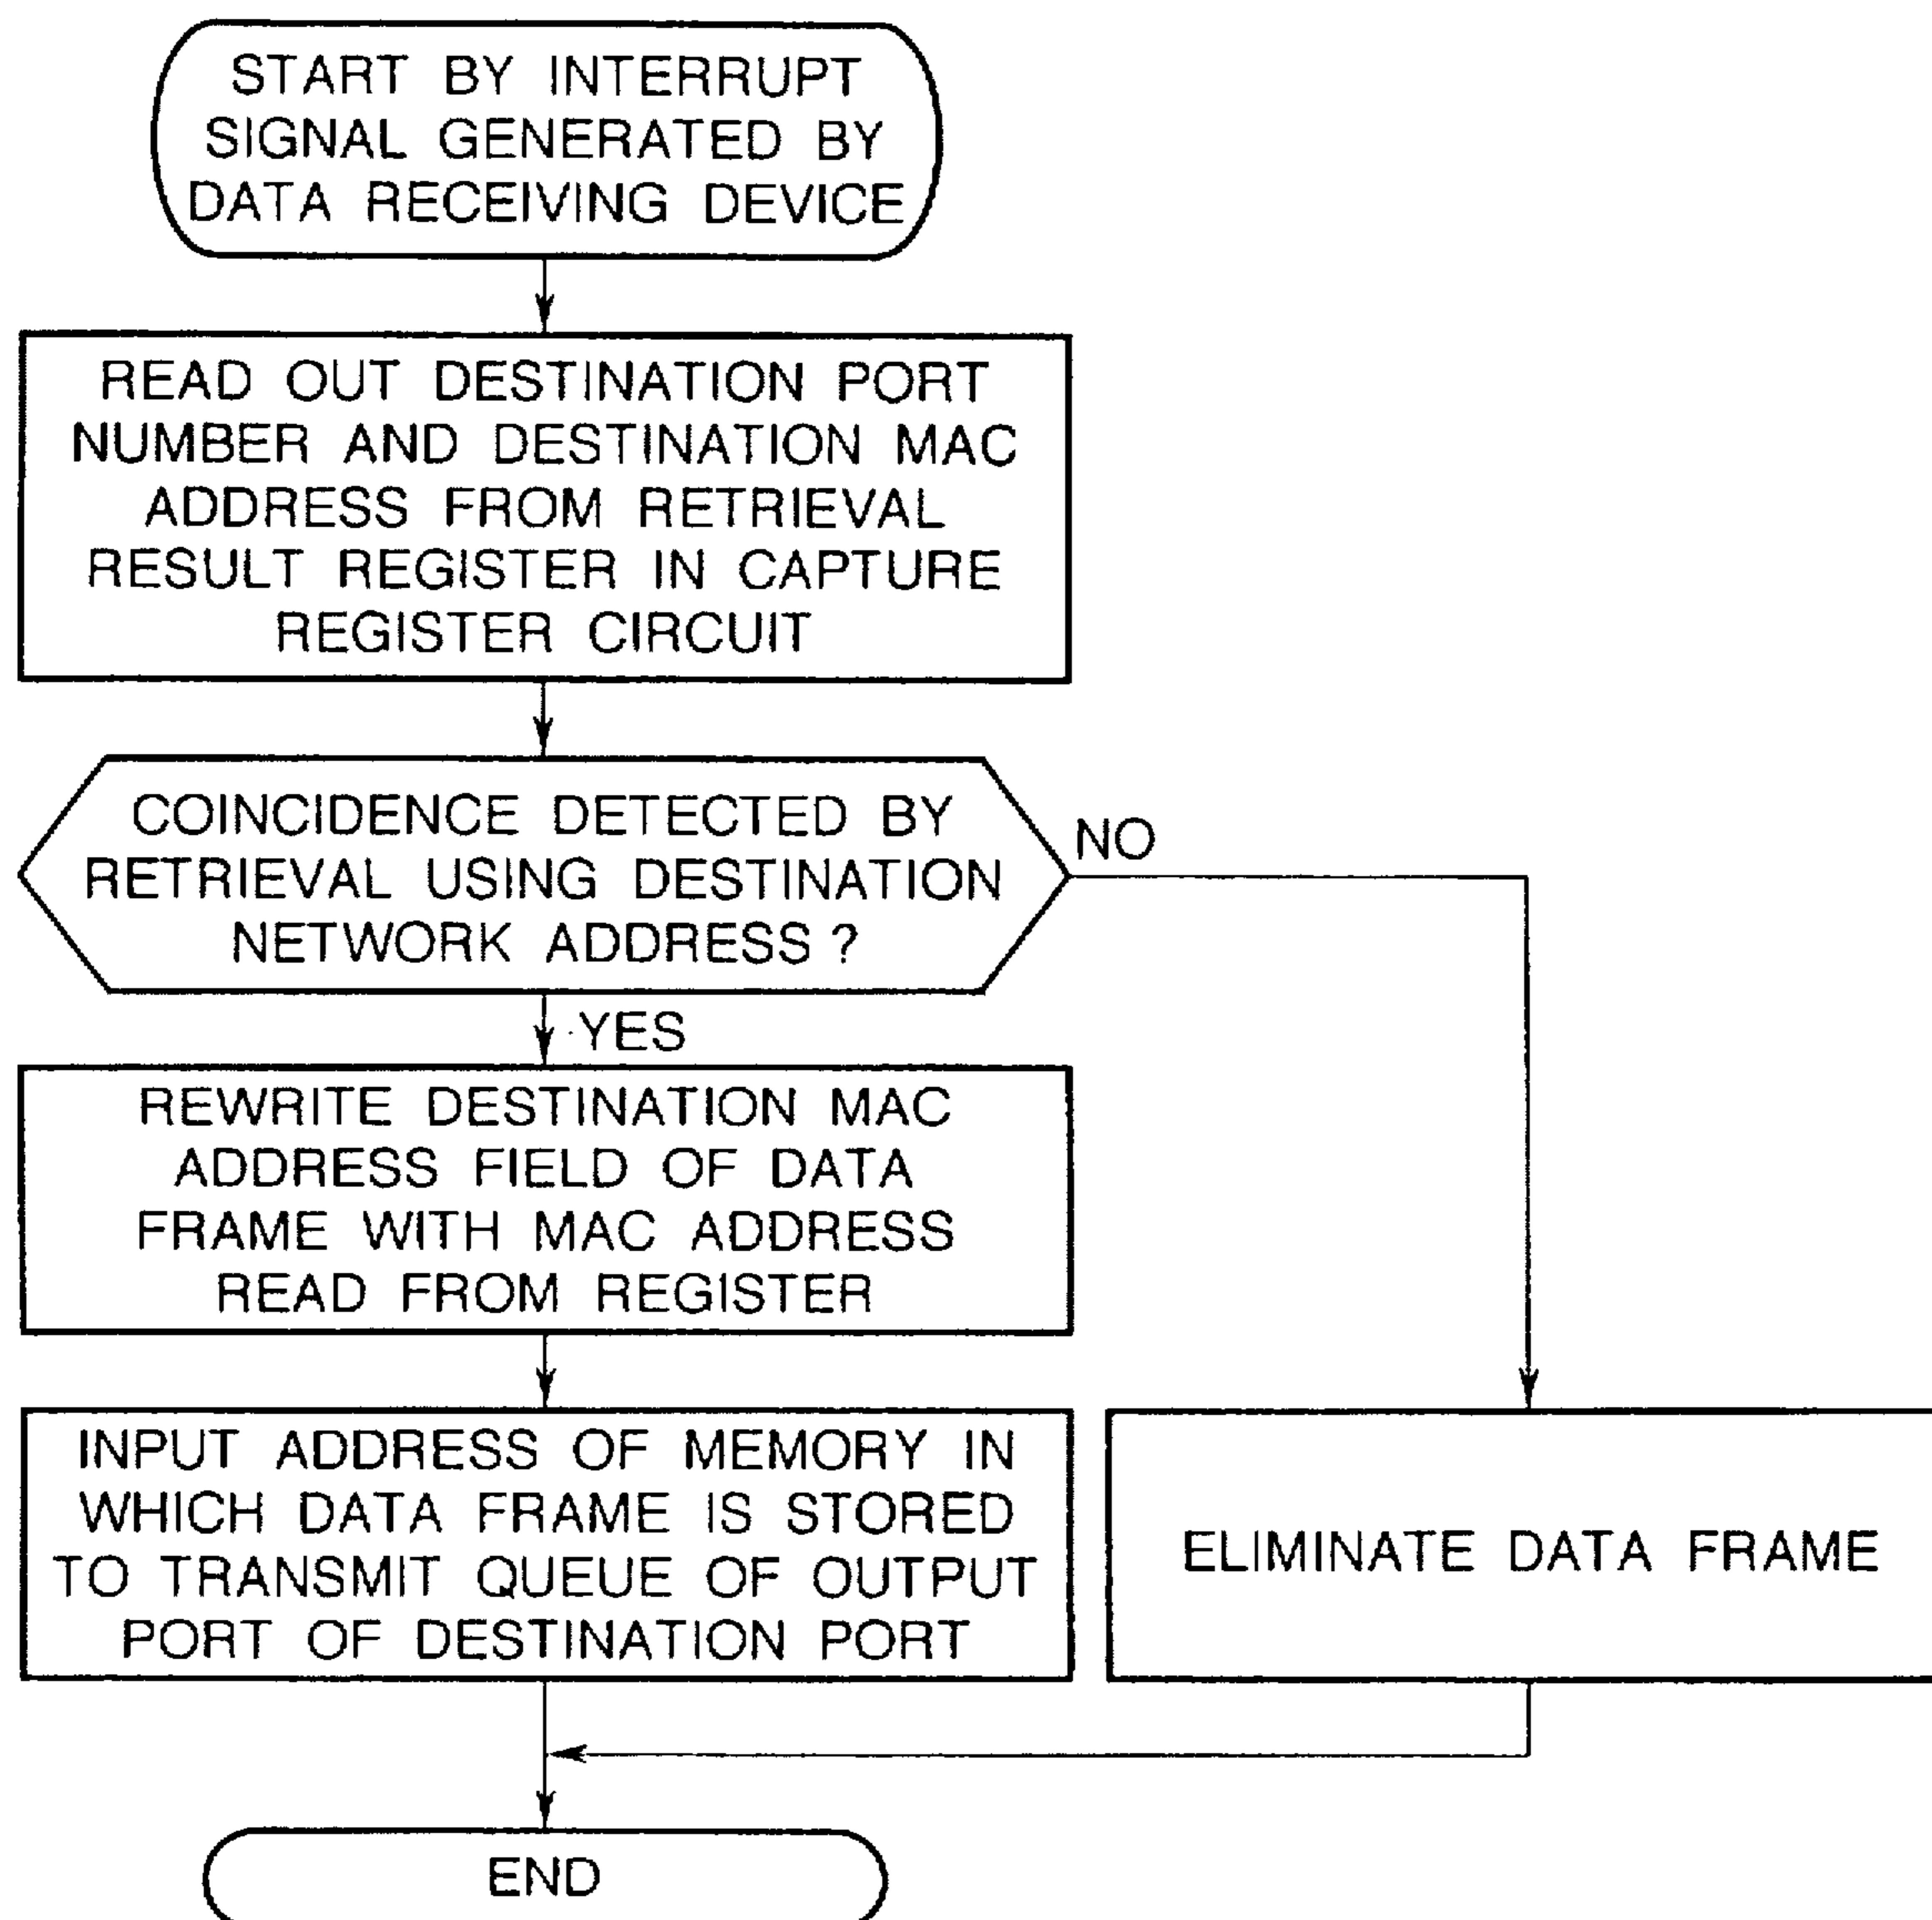 START BY INTERRUPT
SIGNAL GENERATED BY
DATA RECEIVING DEVICE
READ OUT DESTINATION PORT
NUMBER AND DESTINATION MAC
ADDRESS FROM RETRIEVAL
RESULT REGISTER IN CAPTURE
REGISTER CIRCUIT
COINCIDENCE DETECTED BY
RETRIEVAL USING DESTINATION
NETWORK ADDRESS ?
NO
YES
REWRITE DESTINATION MAC
ADDRESS FIELD OF DATA
FRAME WITH MAC ADDRESS
READ FROM REGISTER
INPUT ADDRESS OF MEMORY IN
WHICH DATA FRAME IS STORED
TO TRANSMIT QUEUE OF OUTPUT
PORT OF DESTINATION PORT
ELIMINATE DATA FRAME
END